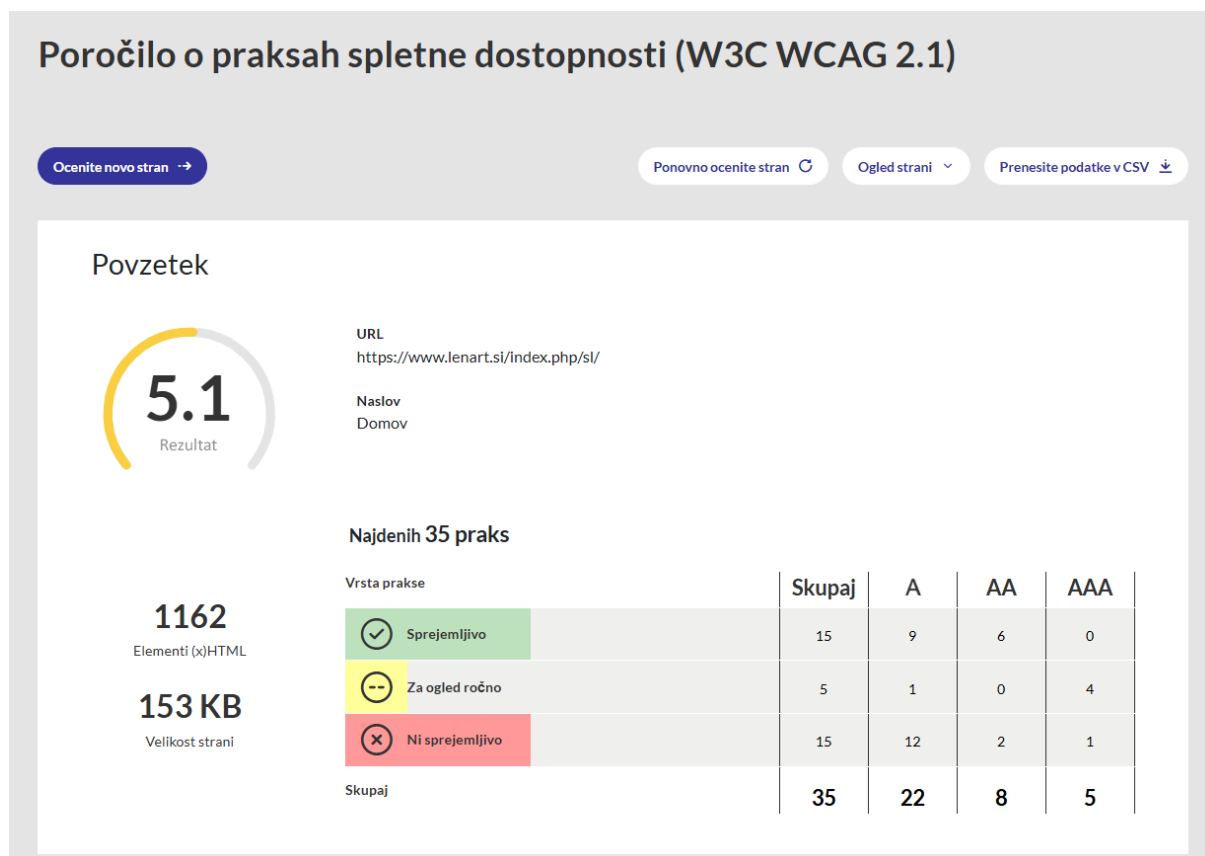 Poročilo o praksah spletne dostopnosti (W3C WCAG 2.1)
Ocenite novo stran
Ponovno ocenite stran
Ogled strani
Prenesite podatke v CSV
Povzetek
5.1
Rezultat
URL
https://www.lenart.si/index.php/sl/
Naslov
Domov
Najdenih 35 praks
Vrsta prakse Skupaj A AA AAA
Sprejemljivo 15 9 6 0
Za ogled ročno 5 1 0 4
Ni sprejemljivo 15 12 2 1
Skupaj 35 22 8 5
1162
Elementi (x)HTML
153 KB
Velikost strani